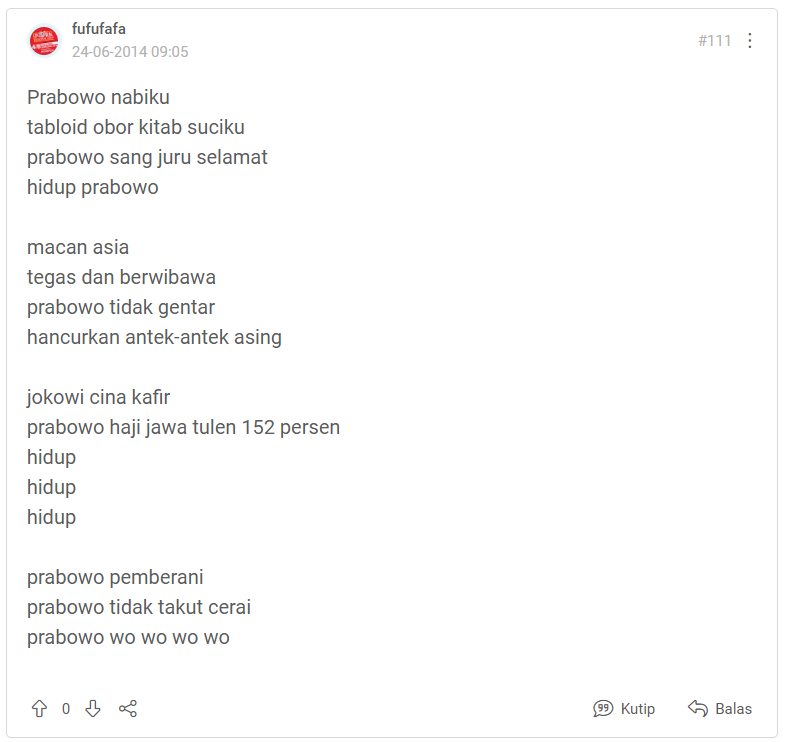 fufufafa
24-06-2014 09:05
#111
Prabowo nabiku
tabloid obor kitab suciku
prabowo sang juru selamat
hidup prabowo
macan asia
tegas dan berwibawa
prabowo tidak gentar
hancurkan antek-antek asing
jokowi cina kafir
prabowo haji jawa tulen 152 persen
hidup
hidup
hidup
prabowo pemberani
prabowo tidak takut cerai
prabowo wo wo wo wo
0
Kutip
Balas